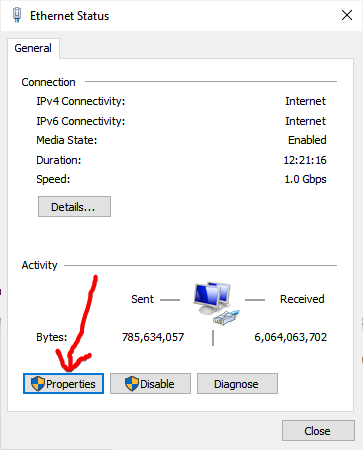 Ethernet Status
General
Connection
IPv4 Connectivity: Internet
IPv6 Connectivity: Internet
Media State: Enabled
Duration: 12:21:16
Speed: 1.0 Gbps
Details...
Activity
Sent Received
Bytes: 785,634,057 6,064,063,702
Properties Disable Diagnose
Close